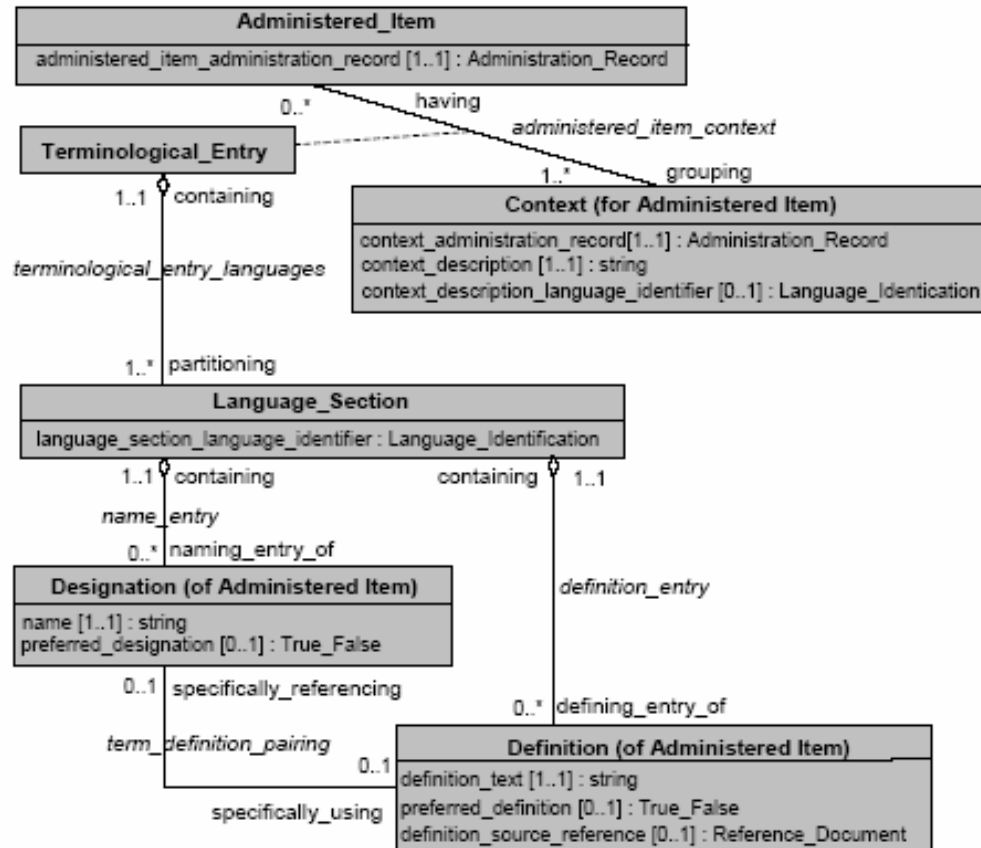 Administered_Item
administered_item_administration_record [1..1] : Administration_Record
0..*
having
administered_item_context
Terminological_Entry
1..*
grouping
1..1
containing
Context (for Administered Item)
context_administration_record[1..1] : Administration_Record
context_description [1..1] : string
context_description_language_identifier [0..1] : Language_Identication
terminological_entry_languages
1..*
partitioning
Language_Section
language_section_language_identifier : Language_Identification
1..1
containing
containing
1..1
name_entry
0..*
naming_entry_of
definition_entry
Designation (of Administered Item)
name [1..1] : string
preferred_designation [0..1] : True_False
0..1
specifically_referencing
0..*
defining_entry_of
term_definition_pairing
0..1
specifically_using
Definition (of Administered Item)
definition_text [1..1] : string
preferred_definition [0..1] : True_False
definition_source_reference [0..1] : Reference_Document